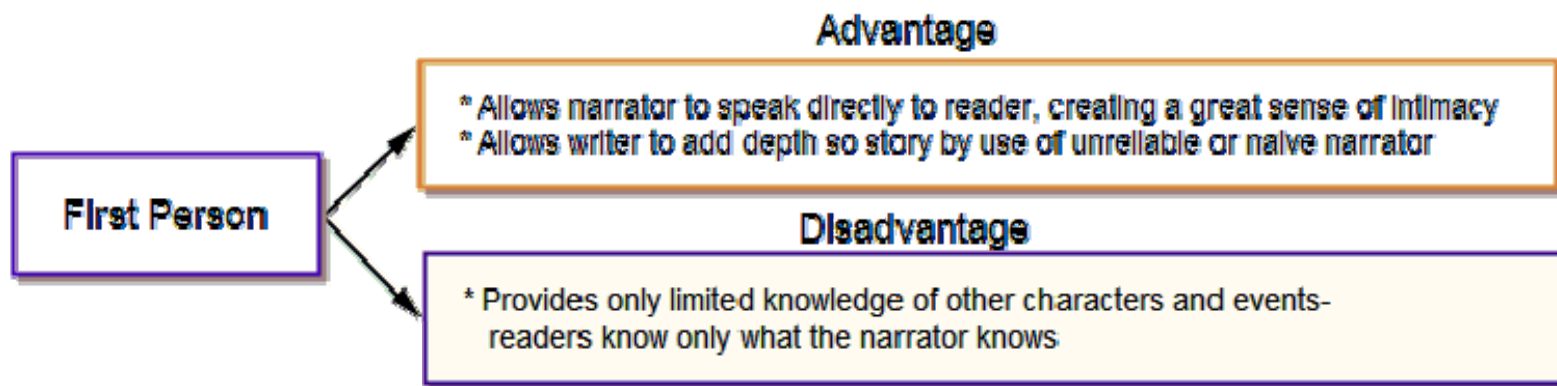 Advantage
* Allows narrator to speak directly to reader, creating a great sense of intimacy
* Allows writer to add depth so story by use of unreliable or naive narrator
First Person
Disadvantage
* Provides only limited knowledge of other characters and events-
readers know only what the narrator knows